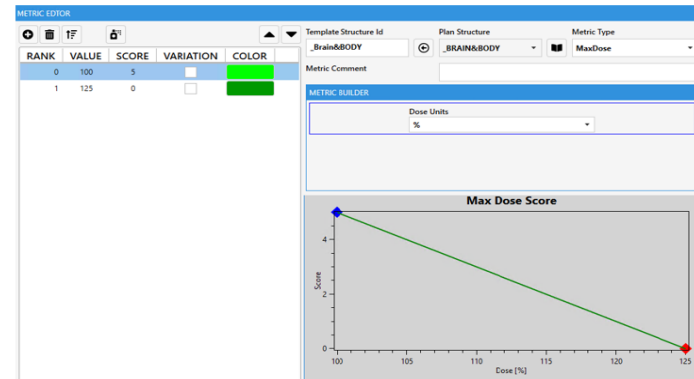 METRIC EDTOR
RANK VALUE SCORE VARIATION COLOR
0 100 5
1 125 0
Template Structure Id Plan Structure Metric Type
_Brain&BODY _BRAIN&BODY MaxDose
Metric Comment
METRIC BUILDER
Dose Units
%
Max Dose Score
Score
4
2
0
100 105 110 115 120 125
Dose [%]